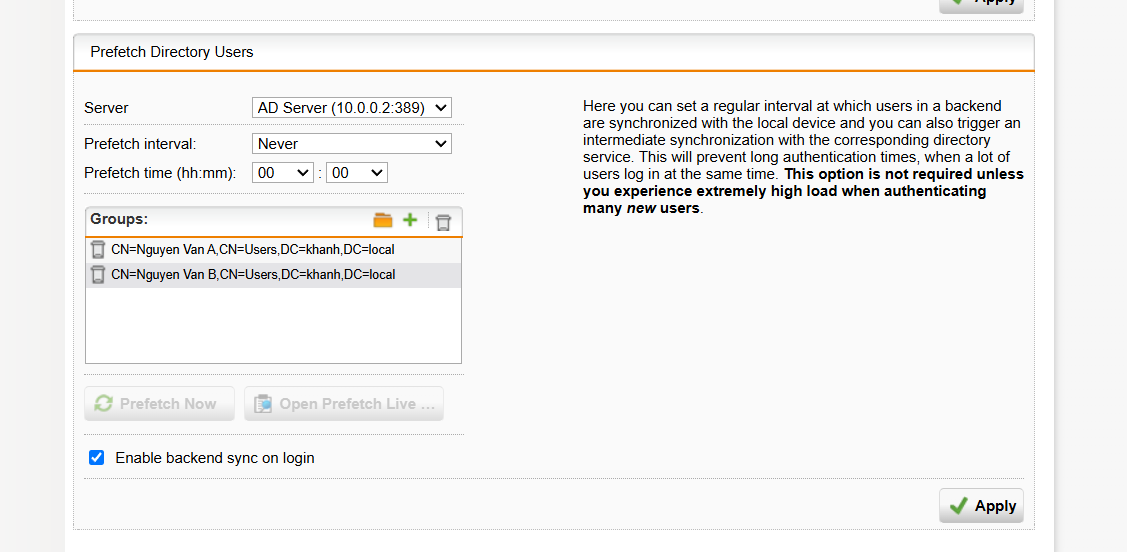 Apply
Prefetch Directory Users
Server
AD Server (10.0.0.2:389)
Prefetch interval:
Never
Prefetch time (hh:mm):
00 : 00
Groups:
CN=Nguyen Van A,CN=Users,DC=khanh,DC=local
CN=Nguyen Van B,CN=Users,DC=khanh,DC=local
Prefetch Now
Open Prefetch Live ...
Enable backend sync on login
Here you can set a regular interval at which users in a backend
are synchronized with the local device and you can also trigger an
intermediate synchronization with the corresponding directory
service. This will prevent long authentication times, when a lot of
users log in at the same time. This option is not required unless
you experience extremely high load when authenticating
many new users.
Apply